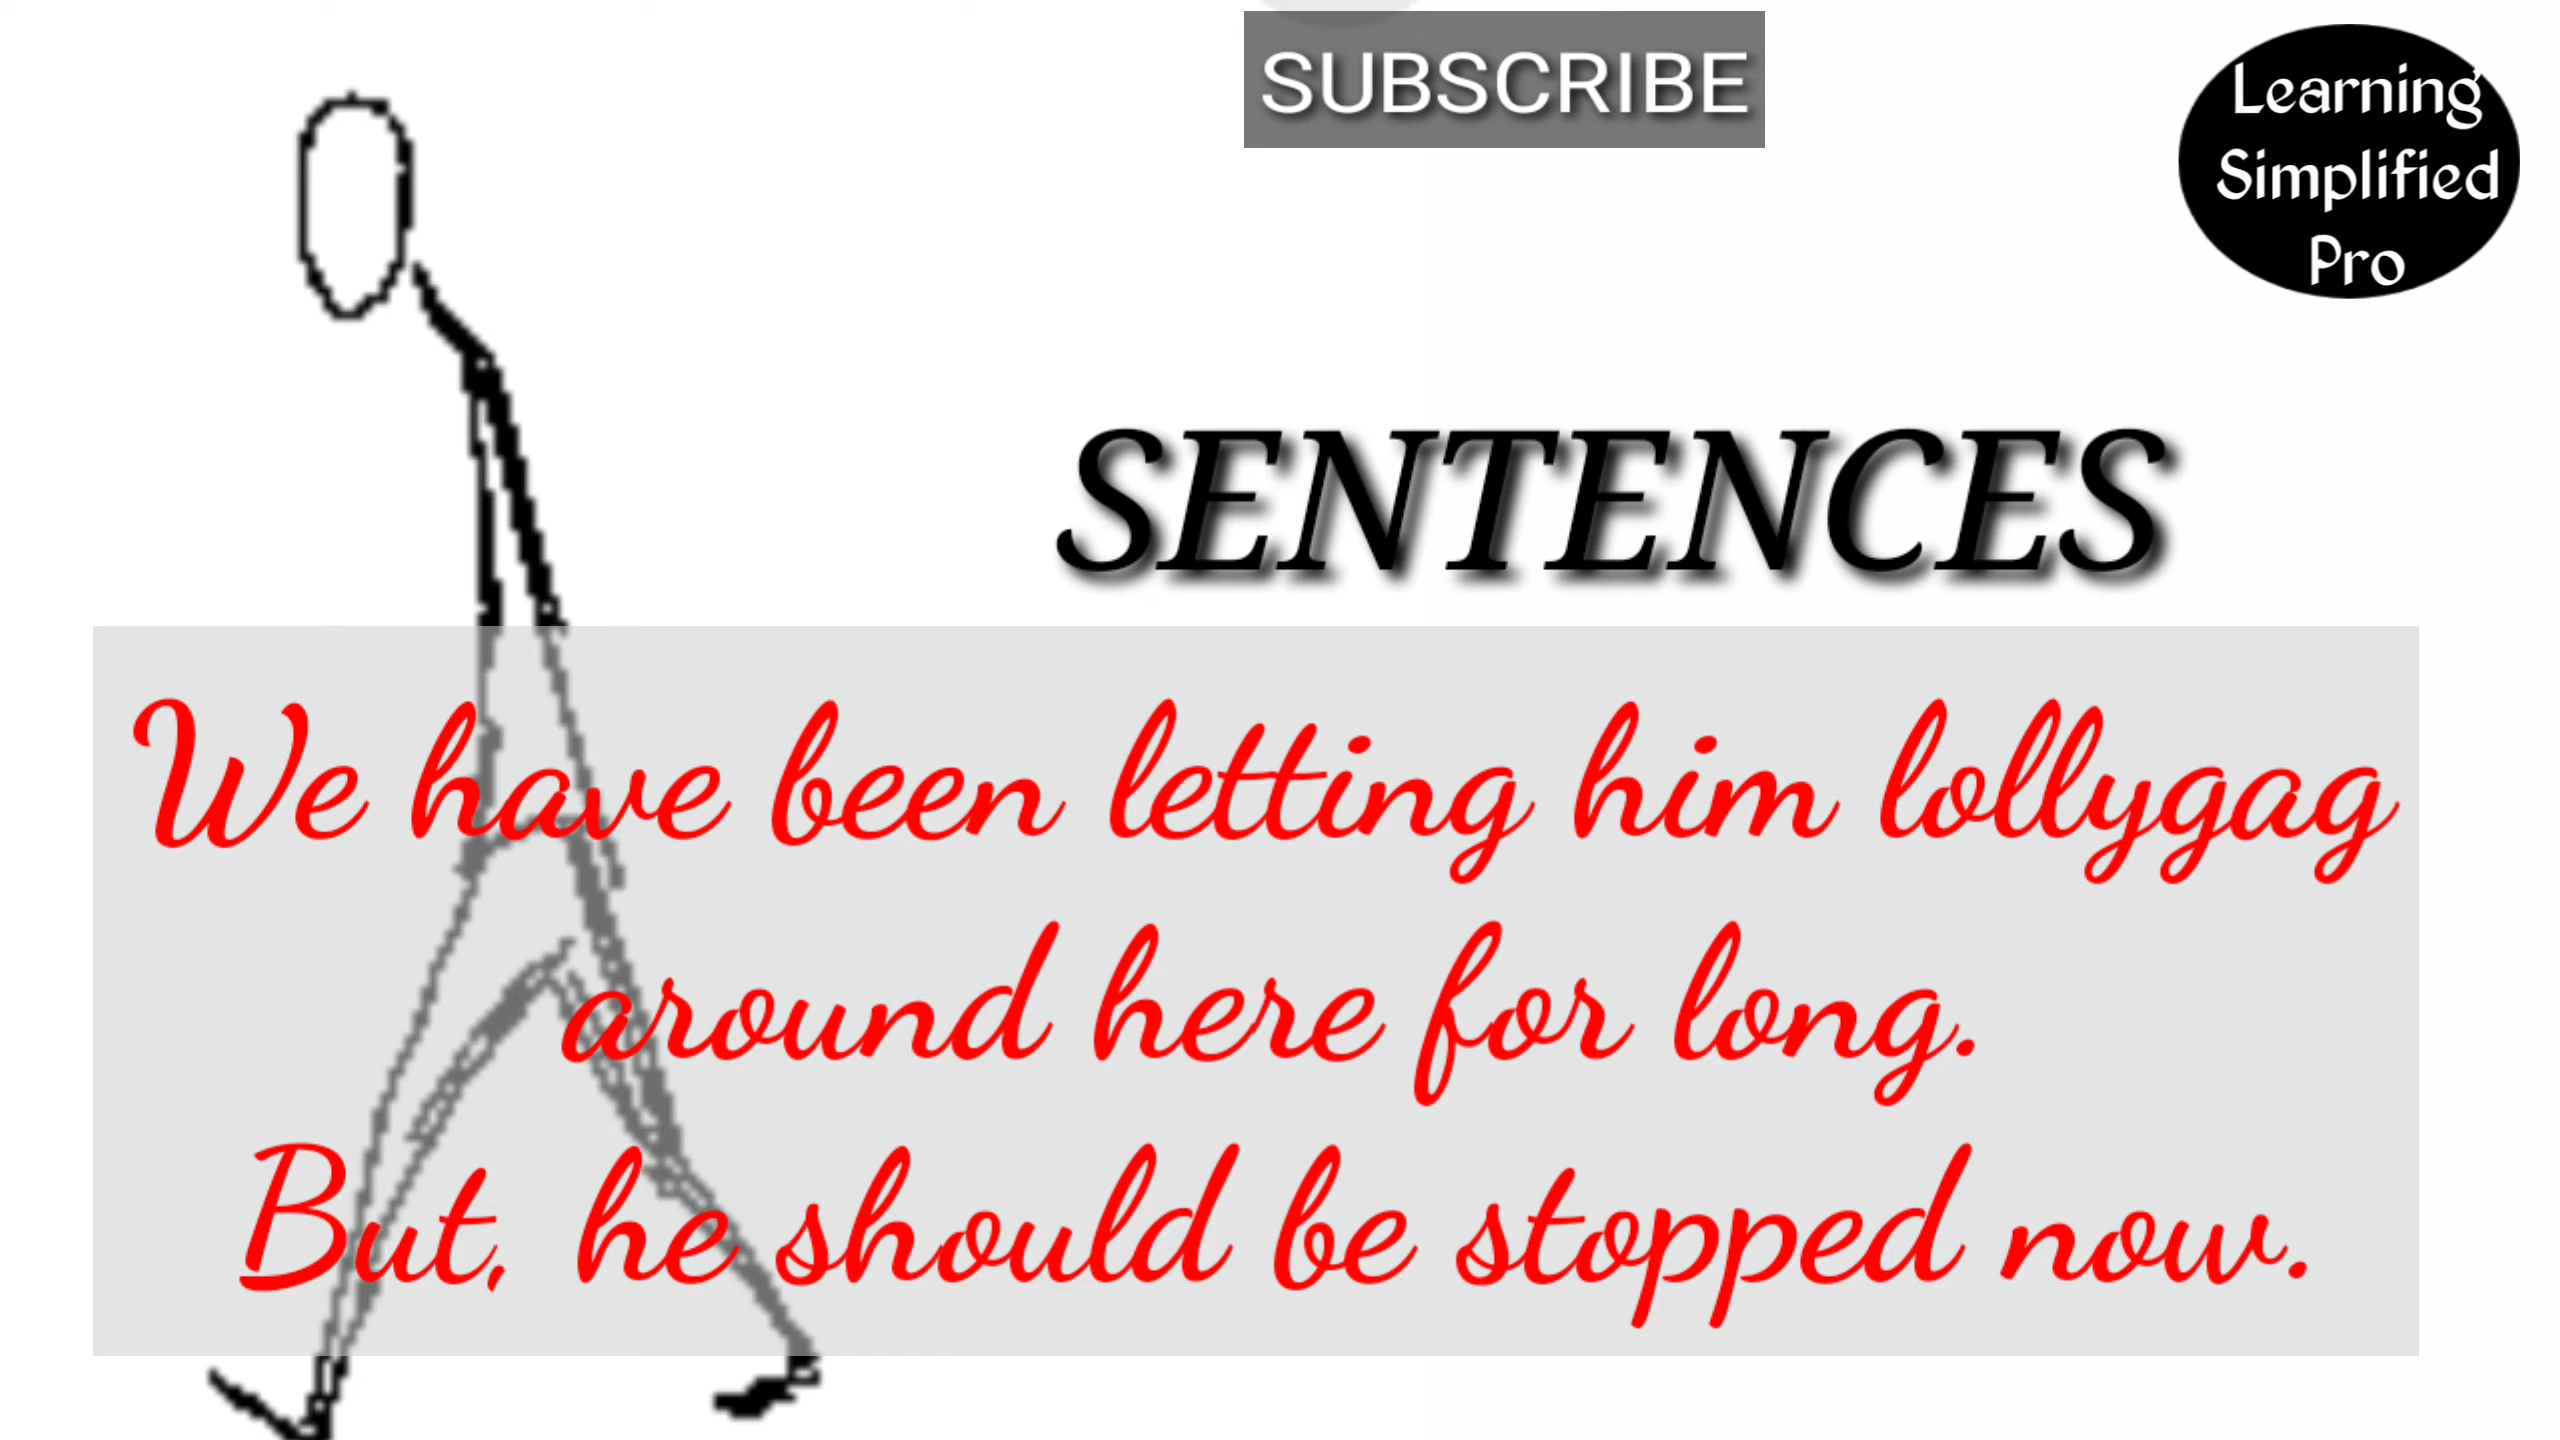 SUBSCRIBE
Learning
Simplified
Pro
SENTENCES
We have been letting him lollygag
around here for long.
But, he should be stopped now.